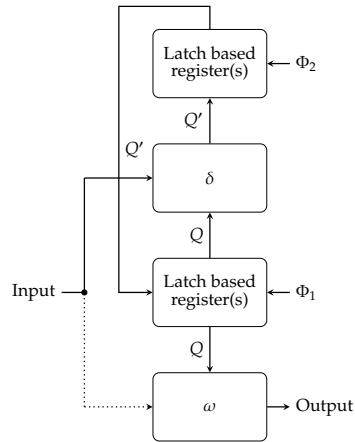 Latch based
register(s)
Φ2
Q′
Q′
δ
Q
Input
Latch based
register(s)
Φ1
Q
ω
Output